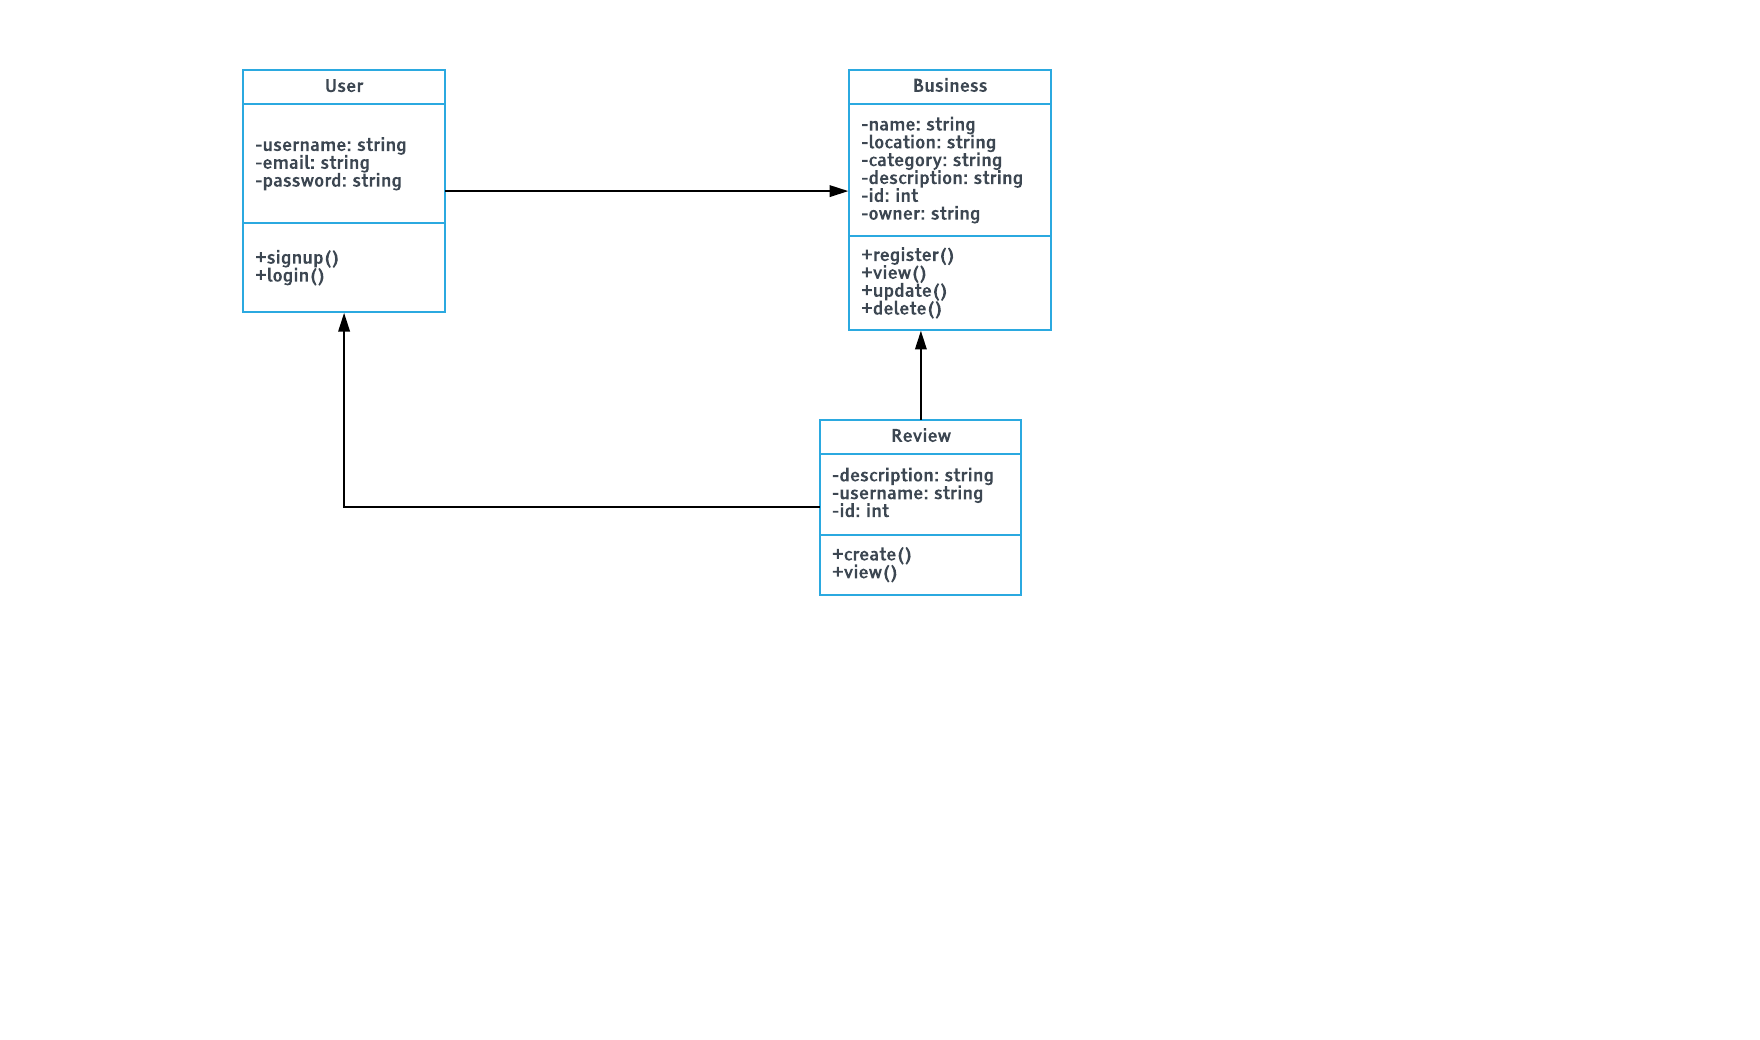 User
-username: string
-email: string
-password: string
+signup()
+login()
Business
-name: string
-location: string
-category: string
-description: string
-id: int
-owner: string
+register()
+view()
+update()
+delete()
Review
-description: string
-username: string
-id: int
+create()
+view()